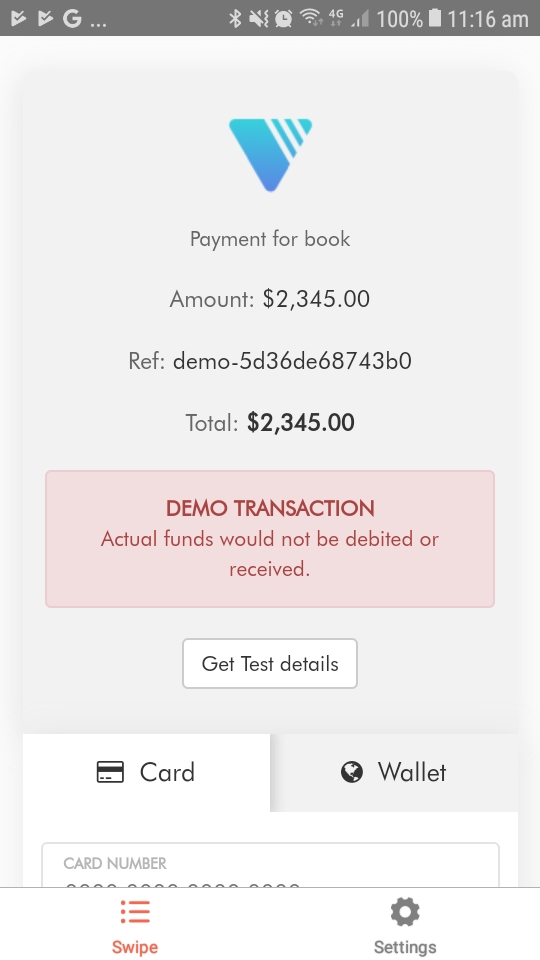 G ... 4G 100% 11:16 am
Payment for book
Amount: $2,345.00
Ref: demo-5d36de68743b0
Total: $2,345.00
DEMO TRANSACTION
Actual funds would not be debited or
received.
Get Test details
Card Wallet
CARD NUMBER
Swipe Settings